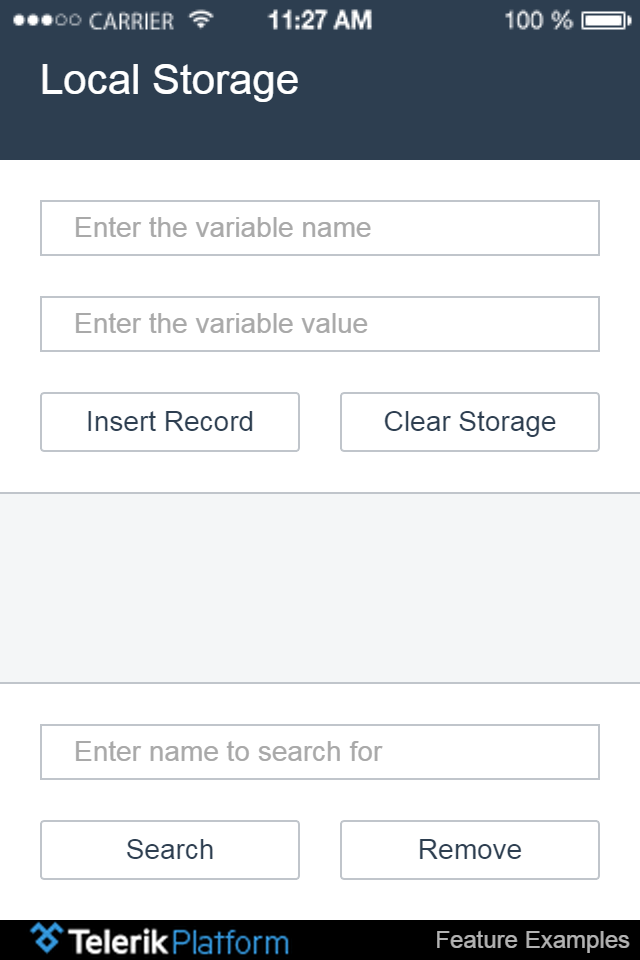 CARRIER 11:27 AM 100 %
Local Storage
Enter the variable name
Enter the variable value
Insert Record Clear Storage
Enter name to search for
Search Remove
Telerik Platform Feature Examples